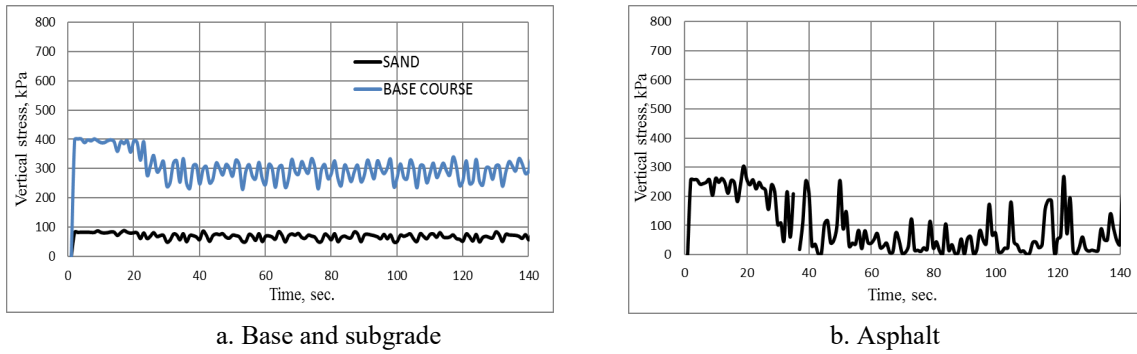 800
700
600
500
400
300
200
100
0
Vertical stress, kPa
SAND
BASE COURSE
0 20 40 60 80 100 120 140
Time, sec.
a. Base and subgrade
800
700
600
500
400
300
200
100
0
Vertical stress, kPa
0 20 40 60 80 100 120 140
Time, sec.
b. Asphalt